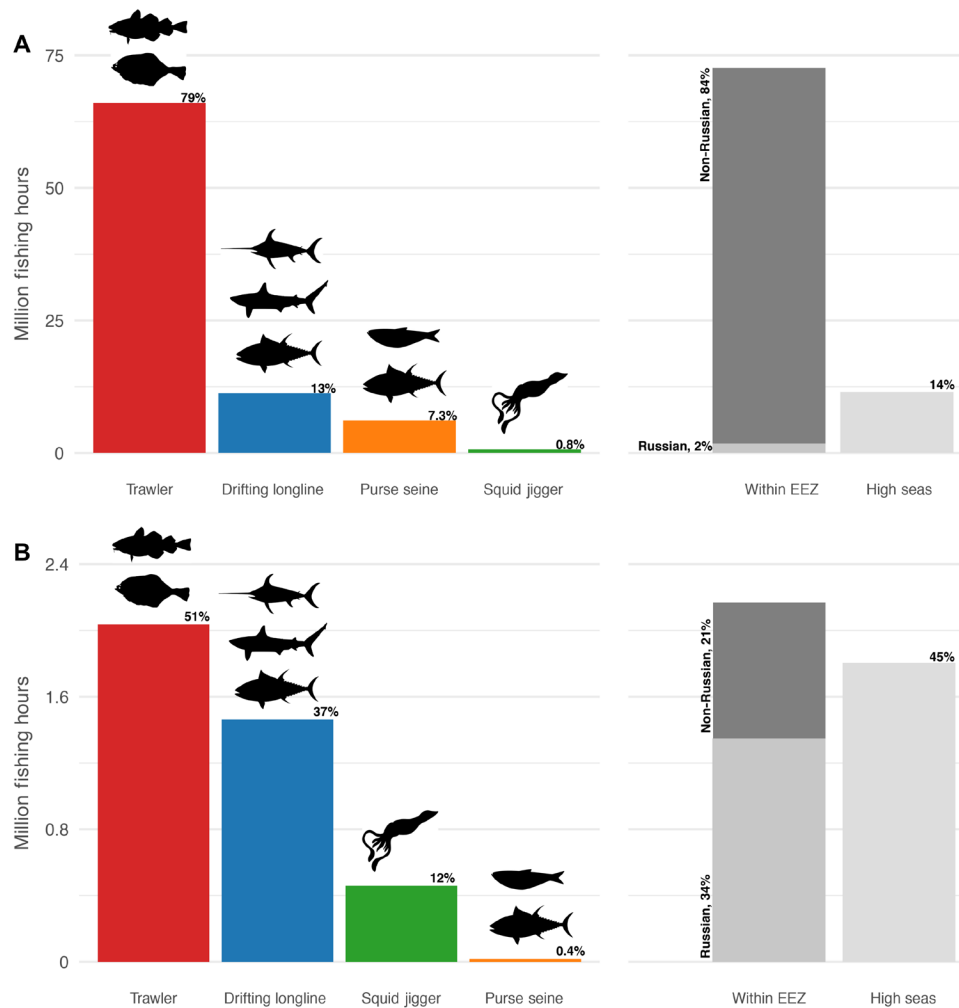 A
Million fishing hours
75
50
25
0
79%
13%
7.3%
0.8%
Trawler
Drifting longline
Purse seine
Squid jigger
Non-Russian, 84%
Russian, 2%
14%
Within EEZ
High seas
B
Million fishing hours
2.4
1.6
0.8
0
51%
37%
12%
0.4%
Trawler
Drifting longline
Squid jigger
Purse seine
Non-Russian, 21%
Russian, 34%
45%
Within EEZ
High seas